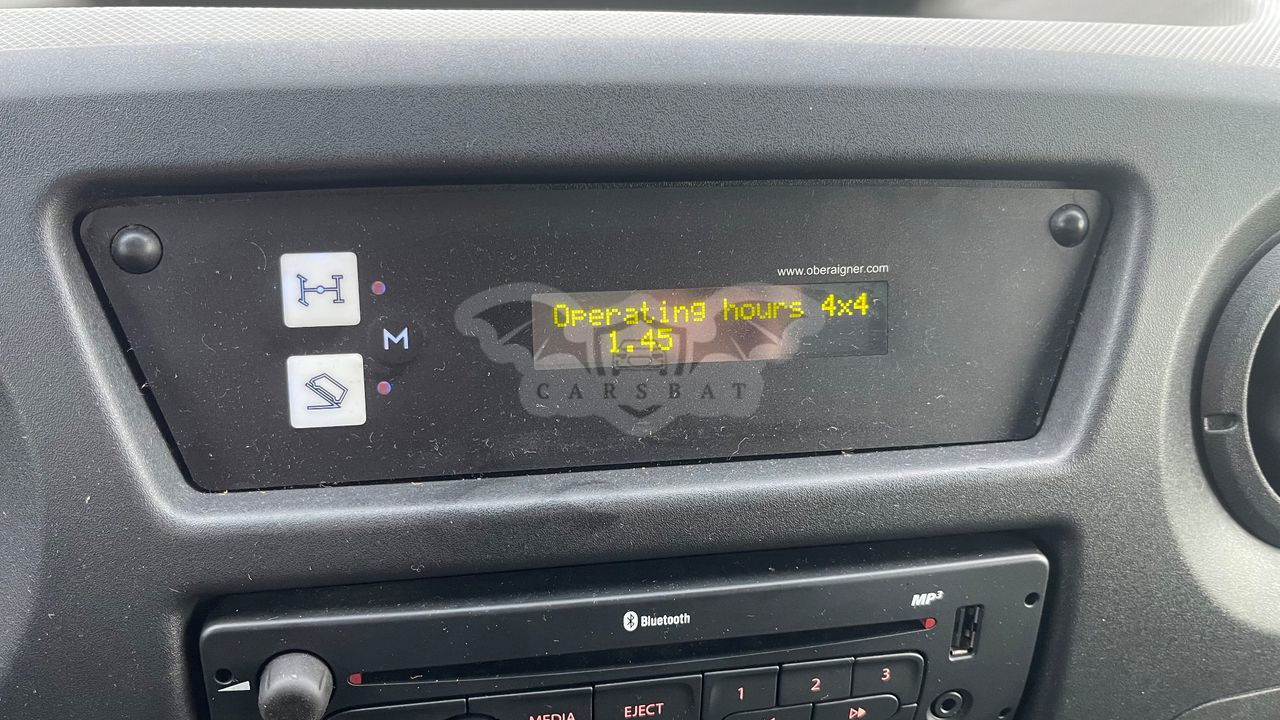 www.oberaigner.com
Operating hours 4x4
1.45
M
CARSBAT
Bluetooth
MP3
MEDIA
EJECT
1
2
3